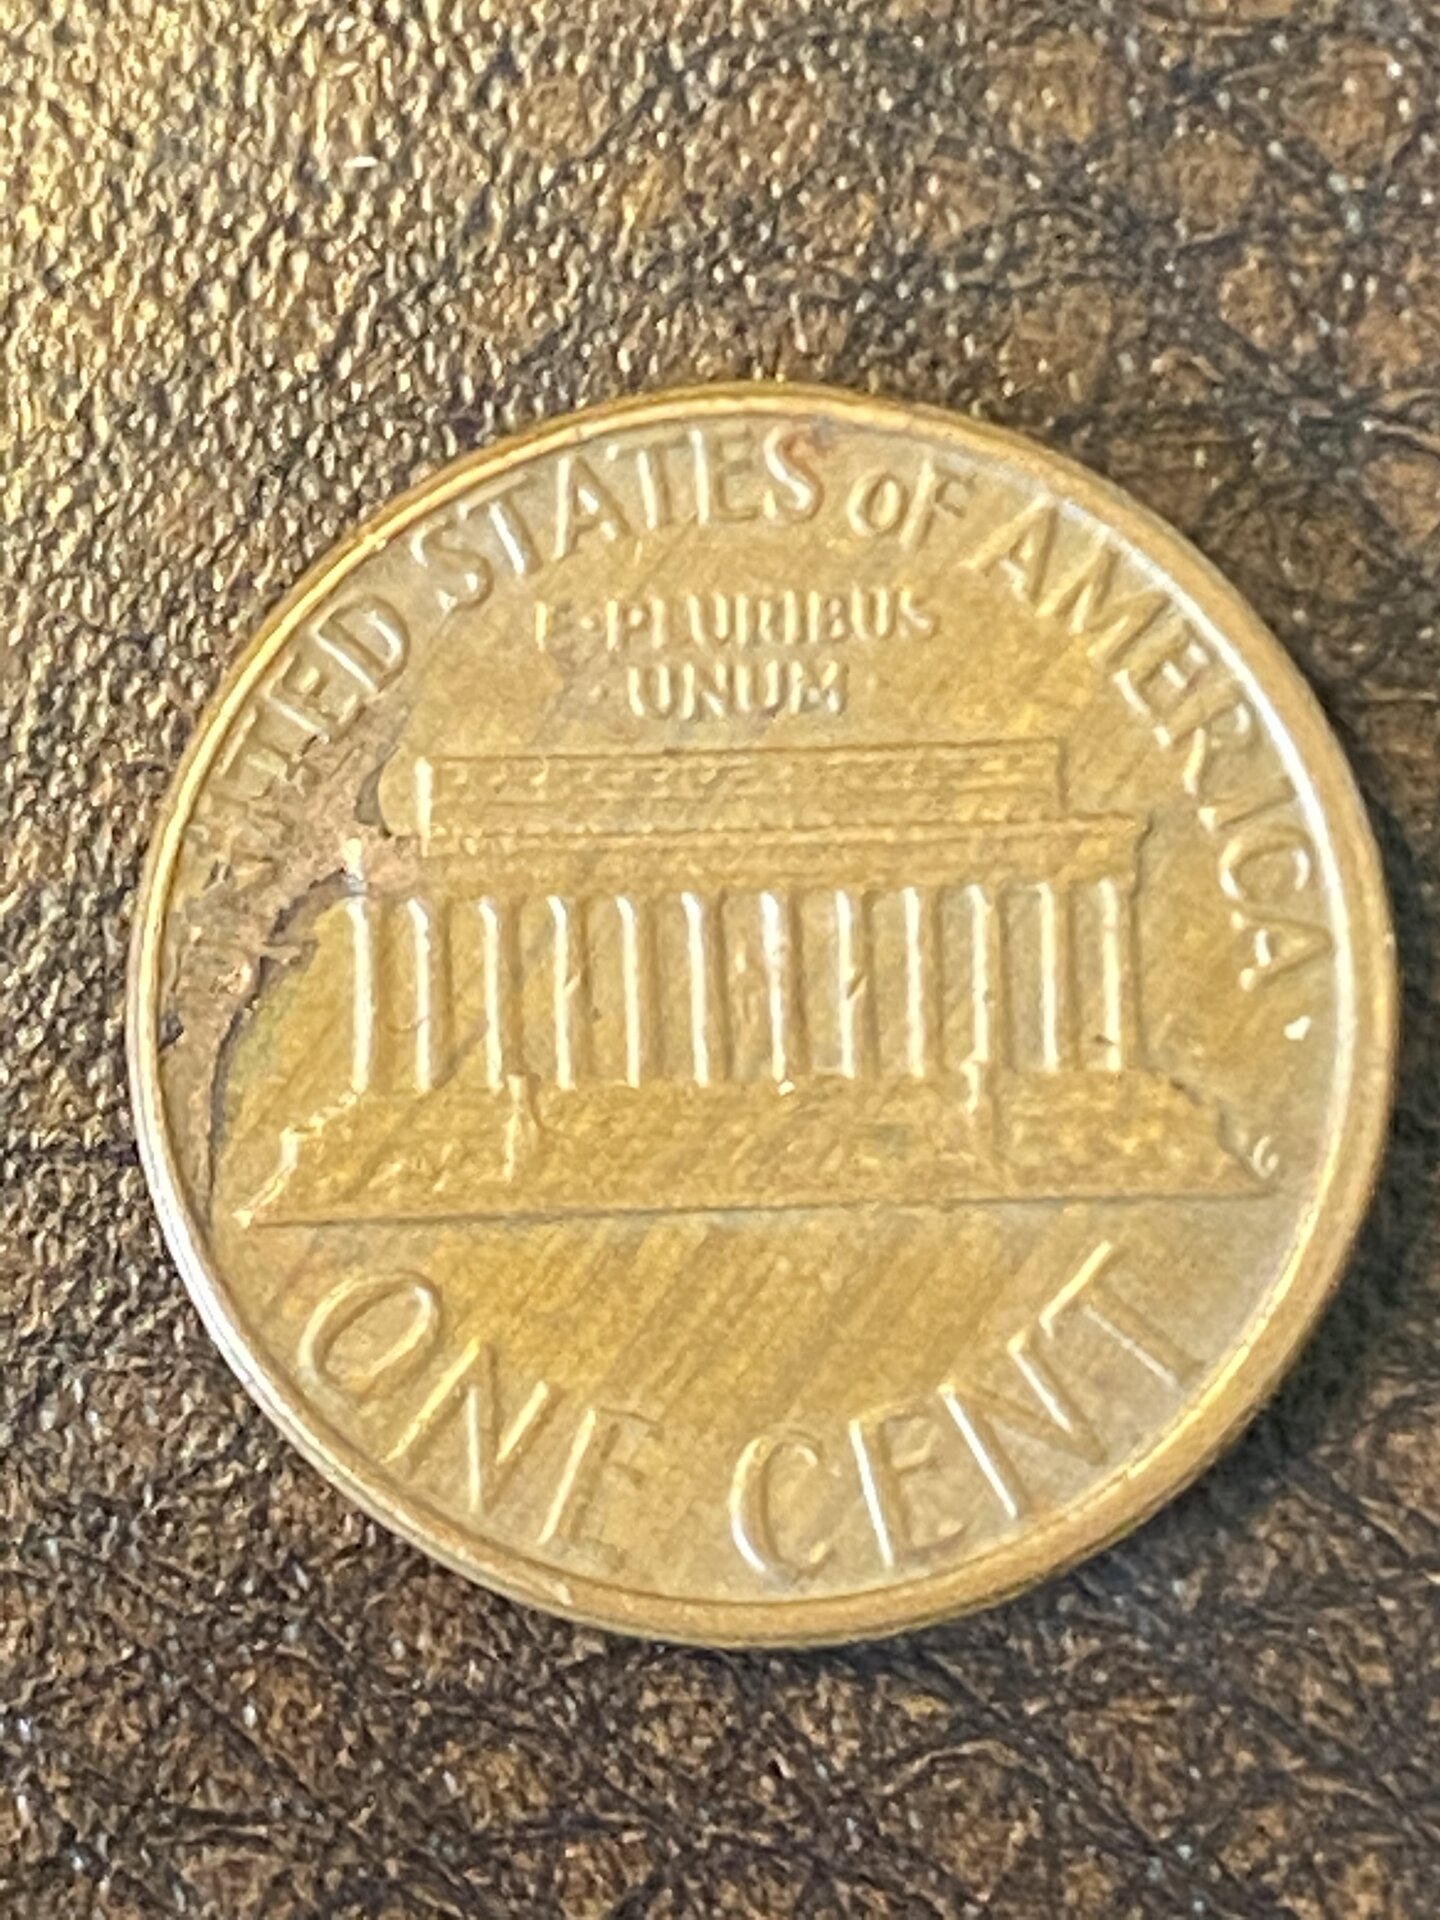 UNITED STATES OF AMERICA
E·PLURIBUS
·UNUM·
ONE CENT